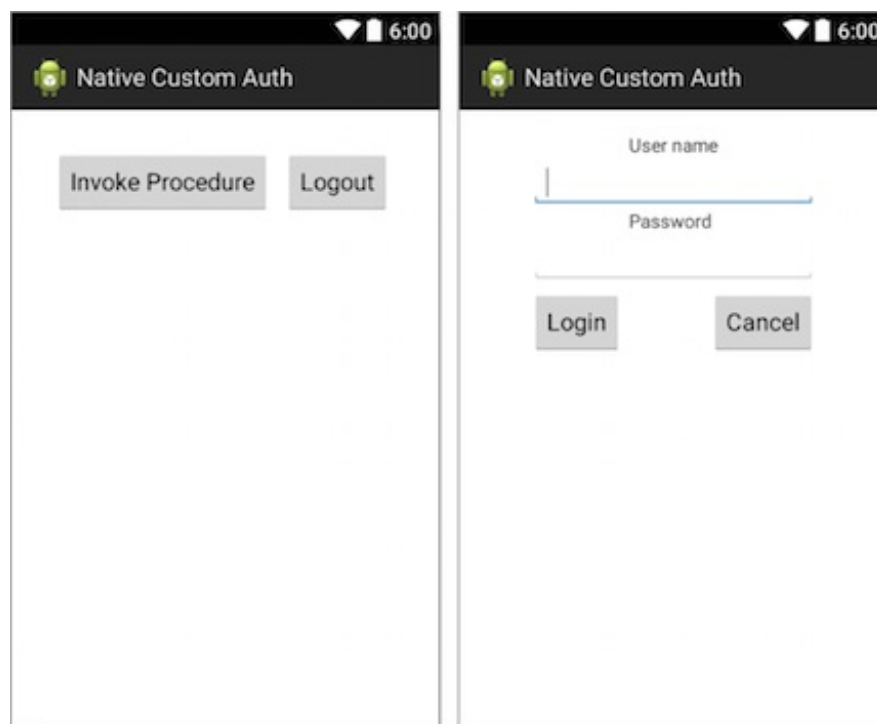 6:00
Native Custom Auth
Invoke Procedure Logout
6:00
Native Custom Auth
User name
Password
Login Cancel